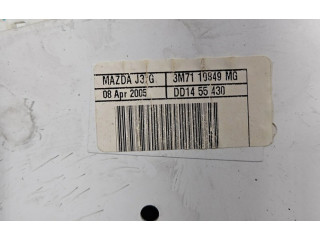 MAZDA J3/G 3M71 10849 MG
08 Apr 2005 DD14 55 430